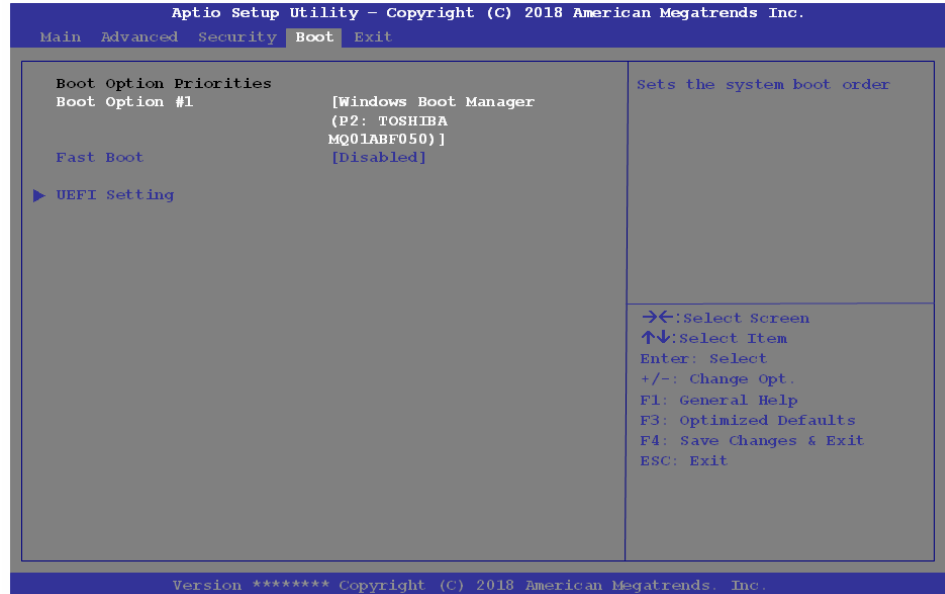 Aptio Setup Utility – Copyright (C) 2018 American Megatrends Inc.
Main Advanced Security Boot Exit
Boot Option Priorities
Boot Option #1 [Windows Boot Manager
(P2: TOSHIBA
MQ01ABF050)]
Fast Boot [Disabled]
▶ UEFI Setting
Sets the system boot order
→←:Select Screen
↑↓:Select Item
Enter: Select
+/-: Change Opt.
F1: General Help
F3: Optimized Defaults
F4: Save Changes & Exit
ESC: Exit
Version ******** Copyright (C) 2018 American Megatrends. Inc.